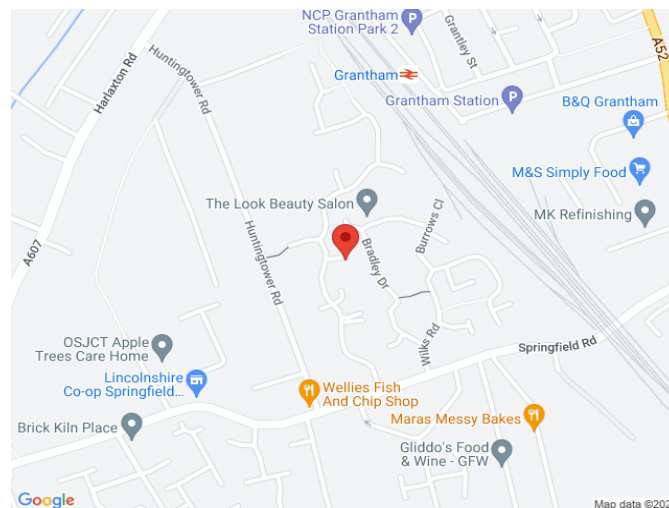 NCP Grantham
Station Park 2
Grantley St
A52
Harlaxton Rd
Huntingtower Rd
Grantham
Grantham Station
B&Q Grantham
M&S Simply Food
The Look Beauty Salon
MK Refinishing
Burrows Cl
Huntingtower Rd
Bradley Dr
A607
OSJCT Apple
Trees Care Home
Wilks Rd
Springfield Rd
Lincolnshire
Co-op Springfield...
Wellies Fish
And Chip Shop
Maras Messy Bakes
Brick Kiln Place
Gliddo's Food
& Wine - GFW
Google
Map data ©202